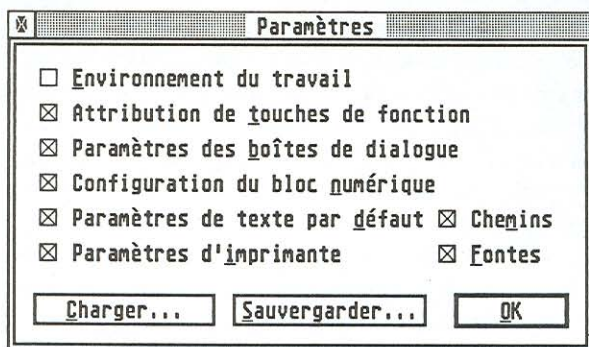 Paramètres
Environnement du travail
Attribution de touches de fonction
Paramètres des boîtes de dialogue
Configuration du bloc numérique
Paramètres de texte par défaut Chemins
Paramètres d'imprimante Fontes
Charger... Sauvergarder... OK